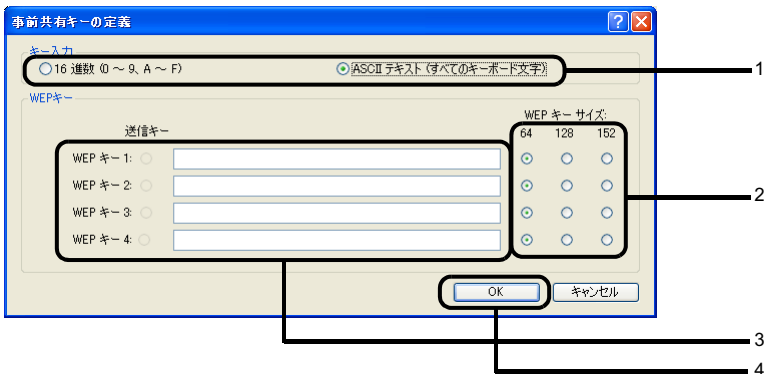 事前共有キーの定義
キー入力
16 進数 (0 ~ 9、A ~ F) ASCII テキスト (すべてのキーボード文字) 1
WEPキー
WEP キー サイズ:
送信キー 64 128 152
WEP キー 1:
WEP キー 2: 2
WEP キー 3:
WEP キー 4:
OK キャンセル
3
4